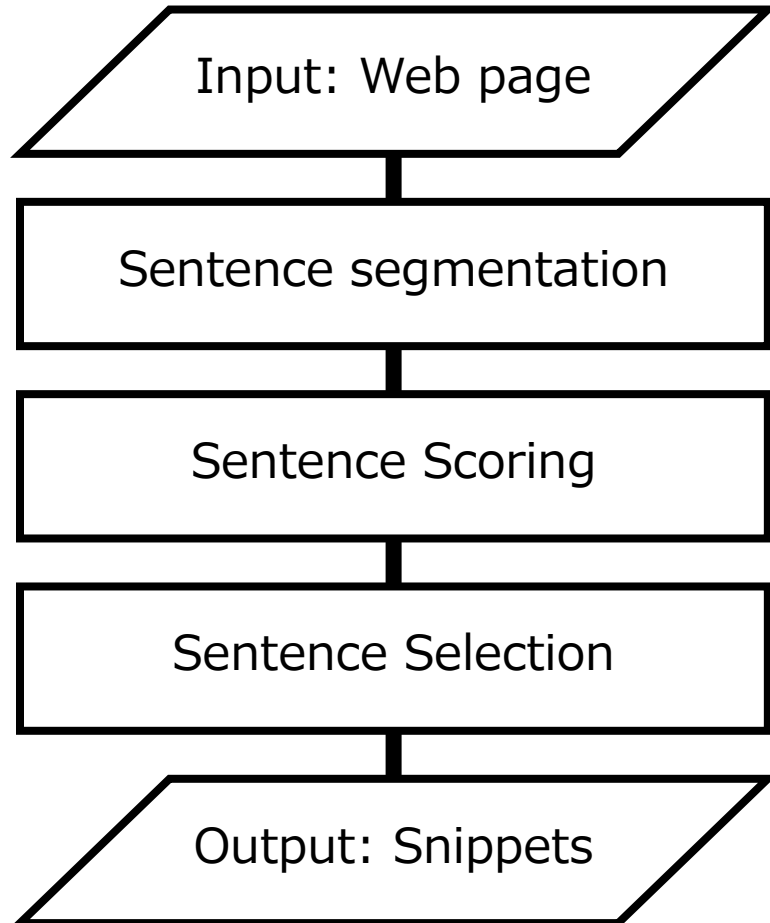 Input: Web page
Sentence segmentation
Sentence Scoring
Sentence Selection
Output: Snippets